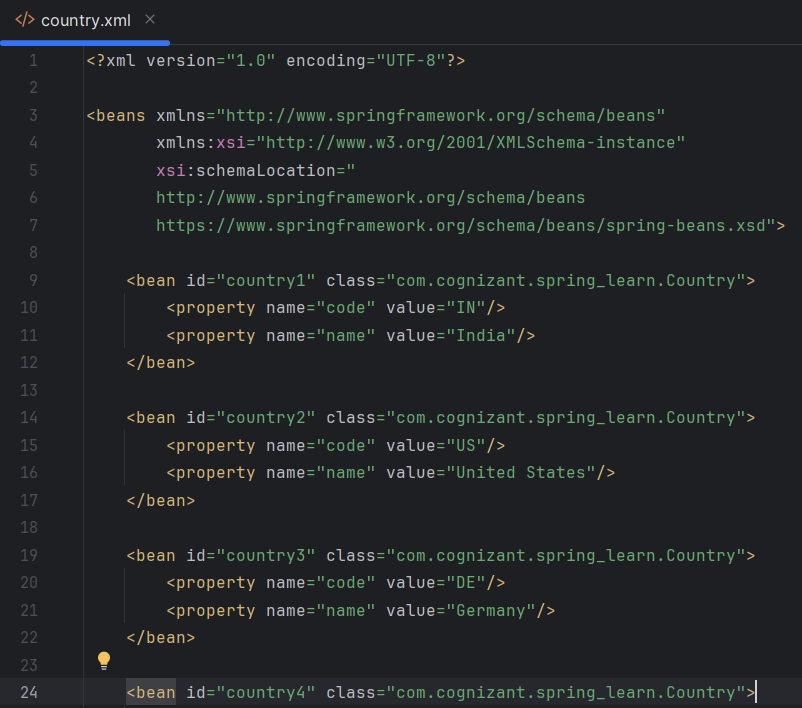 </> country.xml ×
1 <?xml version="1.0" encoding="UTF-8"?>
2
3 <beans xmlns="http://www.springframework.org/schema/beans"
4 xmlns:xsi="http://www.w3.org/2001/XMLSchema-instance"
5 xsi:schemaLocation="
6 http://www.springframework.org/schema/beans
7 https://www.springframework.org/schema/beans/spring-beans.xsd">
8
9 <bean id="country1" class="com.cognizant.spring_learn.Country">
10 <property name="code" value="IN"/>
11 <property name="name" value="India"/>
12 </bean>
13
14 <bean id="country2" class="com.cognizant.spring_learn.Country">
15 <property name="code" value="US"/>
16 <property name="name" value="United States"/>
17 </bean>
18
19 <bean id="country3" class="com.cognizant.spring_learn.Country">
20 <property name="code" value="DE"/>
21 <property name="name" value="Germany"/>
22 </bean>
23
24 <bean id="country4" class="com.cognizant.spring_learn.Country">